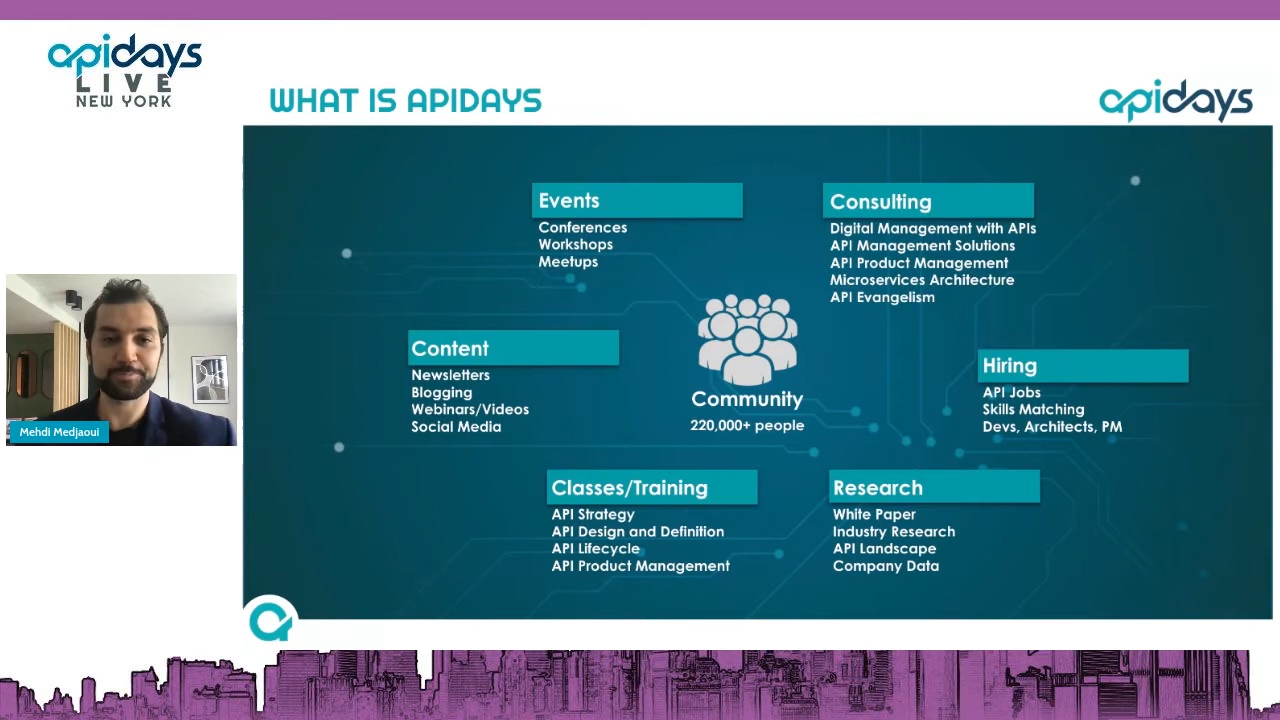 apidays
LIVE
NEW YORK
WHAT IS APIDAYS
apidays
Events
Conferences
Workshops
Meetups
Consulting
Digital Management with APIs
API Management Solutions
API Product Management
Microservices Architecture
API Evangelism
Content
Newsletters
Blogging
Webinars/Videos
Social Media
Community
220,000+ people
Hiring
API Jobs
Skills Matching
Devs, Architects, PM
Classes/Training
API Strategy
API Design and Definition
API Lifecycle
API Product Management
Research
White Paper
Industry Research
API Landscape
Company Data
Mehdi Medjaoui